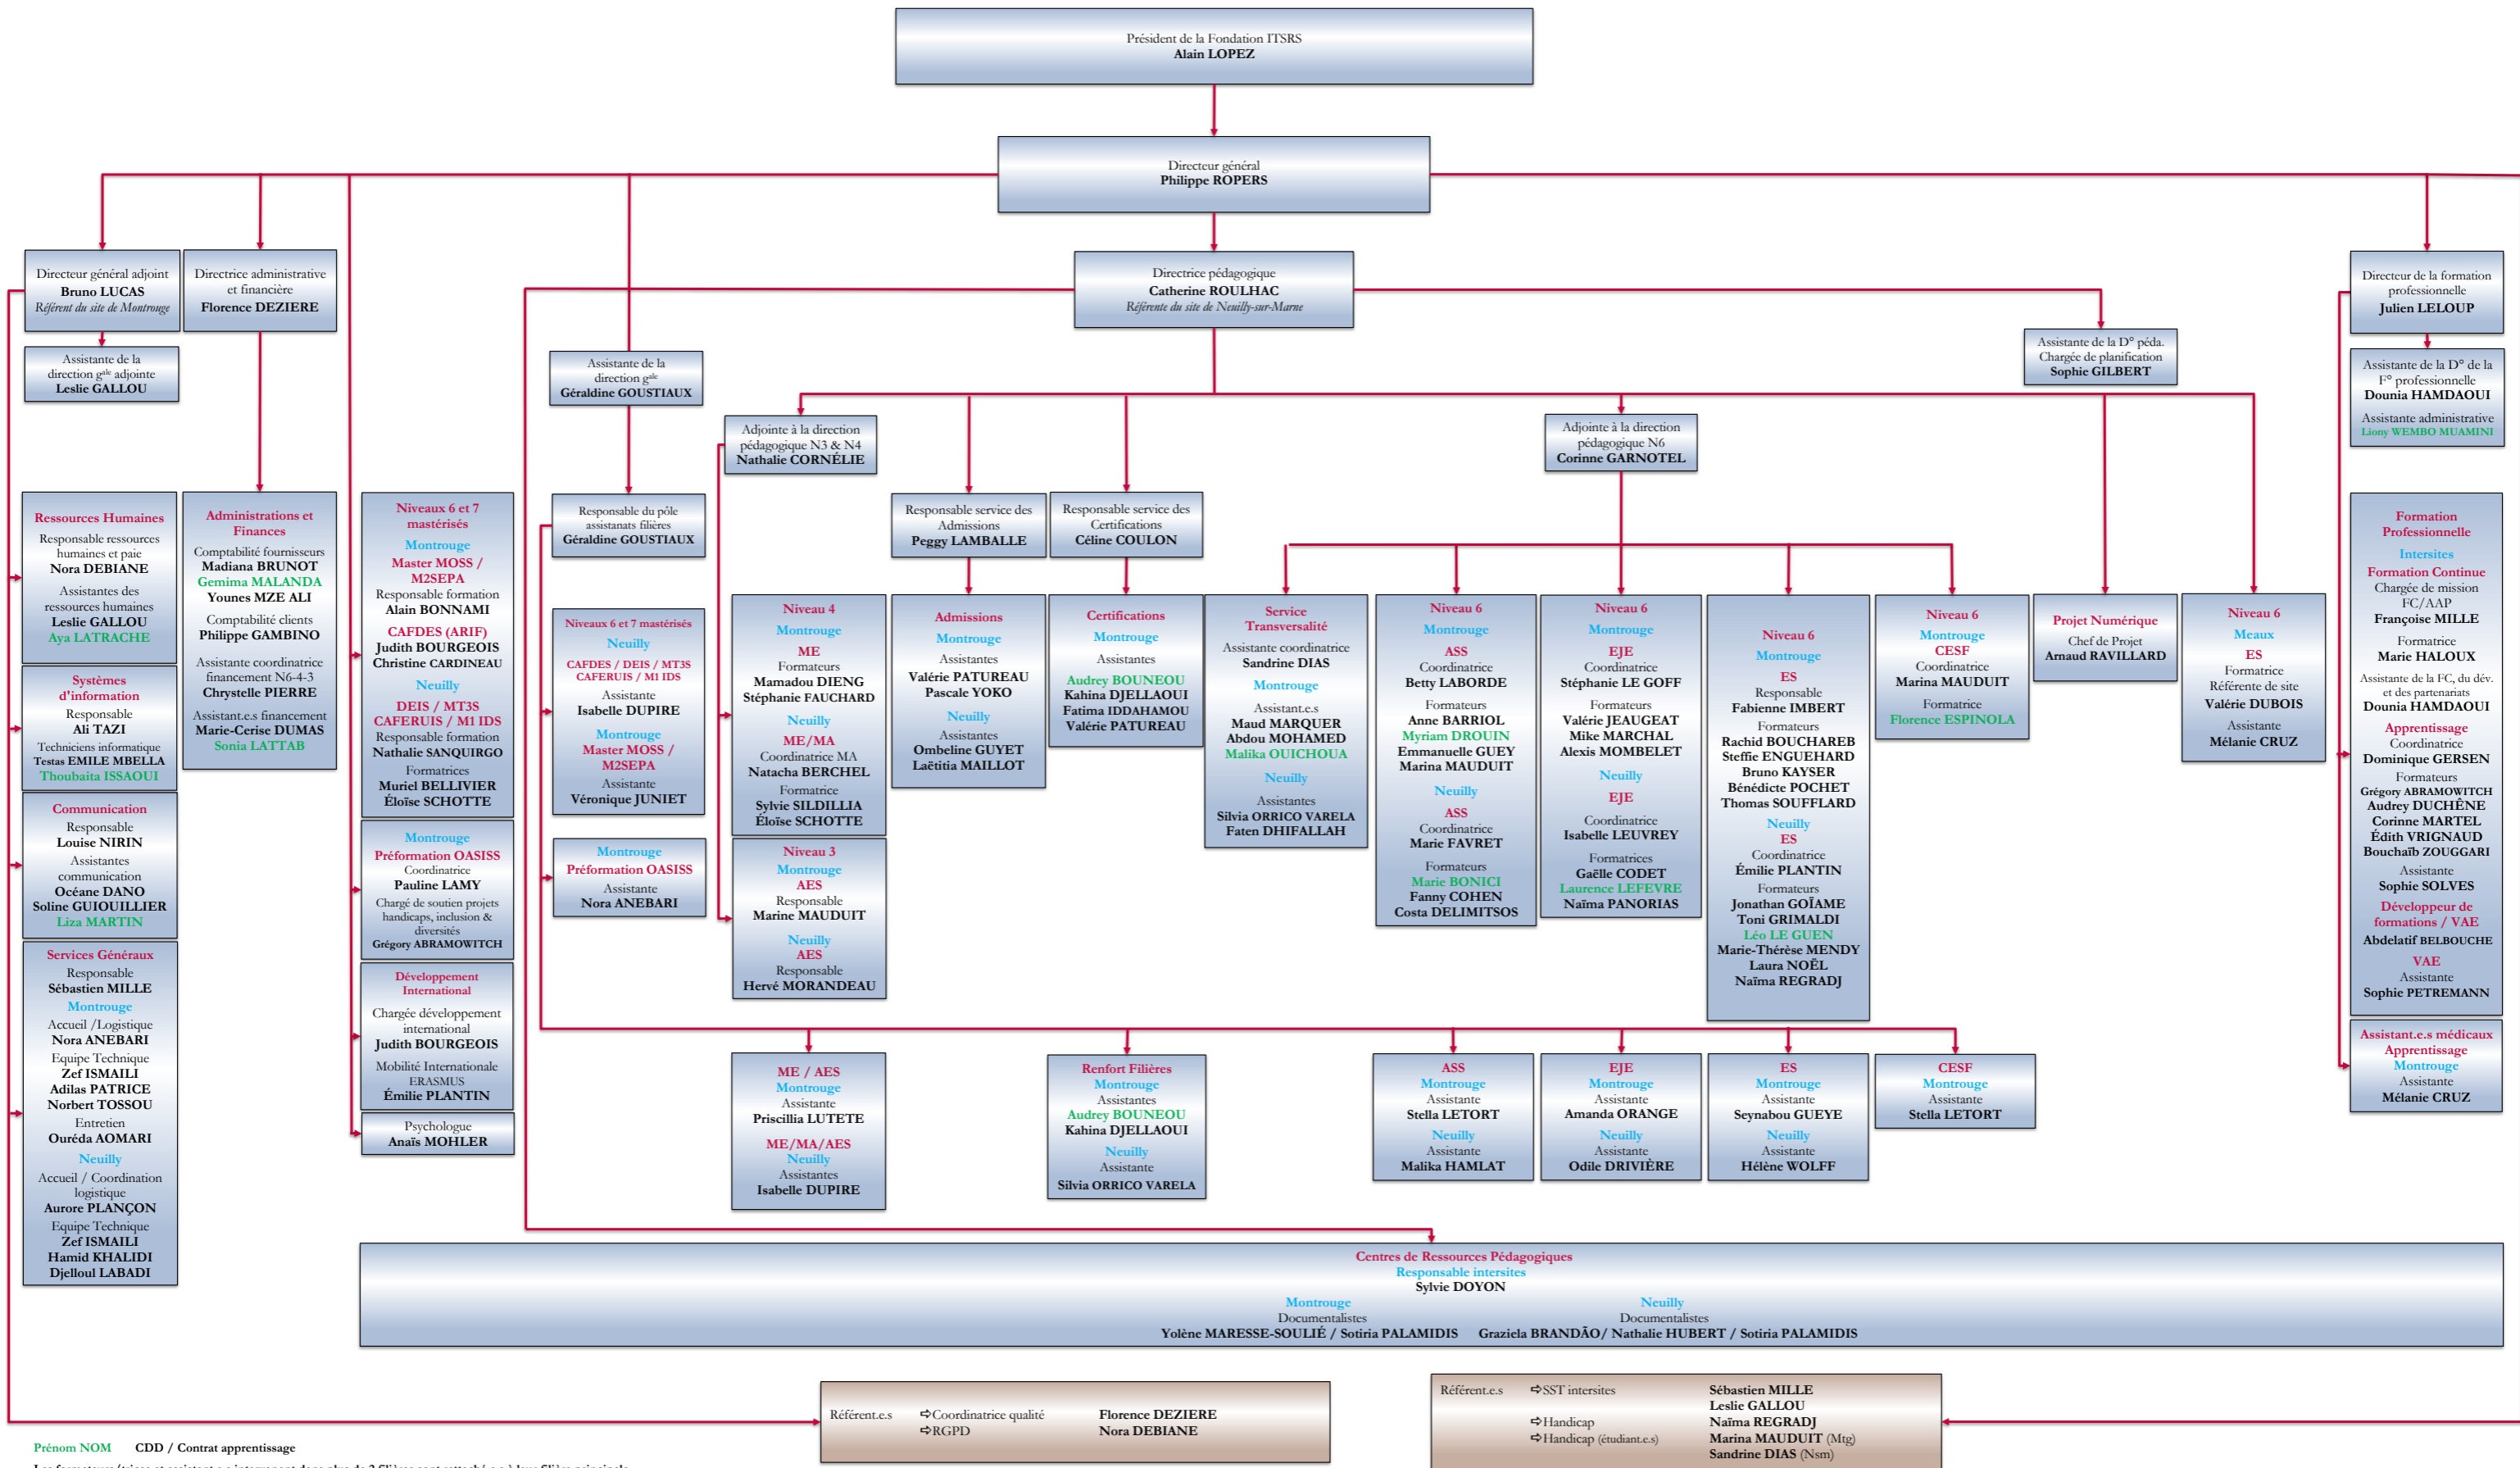 Président de la Fondation ITSRS
Alain LOPEZ
Directeur général
Philippe ROPERS
Directeur général adjoint
Bruno LUCAS
Référent du site de Montrouge
Directrice administrative
et financière
Florence DEZIERE
Directrice pédagogique
Catherine ROULHAC
Référente du site de Neuilly-sur-Marne
Directeur de la formation
professionnelle
Julien LELOUP
Assistante de la
direction gale adjointe
Leslie GALLOU
Assistante de la
direction gale
Géraldine GOUSTIAUX
Assistante de la D° péda.
Chargée de planification
Sophie GILBERT
Assistante de la D° de la
F° professionnelle
Dounia HAMDAOUI
Assistante administrative
Liony WEMBO MUAMINI
Adjointe à la direction
pédagogique N3 & N4
Nathalie CORNÉLIE
Adjointe à la direction
pédagogique N6
Corinne GARNOTEL
Ressources Humaines
Responsable ressources
humaines et paie
Nora DEBIANE
Assistantes des
ressources humaines
Leslie GALLOU
Aya LATRACHE
Systèmes
d'information
Responsable
Ali TAZI
Techniciens informatique
Testas EMILE MBELLA
Thoubaita ISSAOUI
Communication
Responsable
Louise NIRIN
Assistantes
communication
Océane DANO
Soline GUIOUILLIER
Liza MARTIN
Services Généraux
Responsable
Sébastien MILLE
Montrouge
Accueil /Logistique
Nora ANEBARI
Equipe Technique
Zef ISMAILI
Adilas PATRICE
Norbert TOSSOU
Entretien
Ouréda AOMARI
Neuilly
Accueil / Coordination
logistique
Aurore PLANÇON
Equipe Technique
Zef ISMAILI
Hamid KHALIDI
Djelloul LABADI
Administrations et
Finances
Comptabilité fournisseurs
Madiana BRUNOT
Gemima MALANDA
Younes MZE ALI
Comptabilité clients
Philippe GAMBINO
Assistante coordinatrice
financement N6-4-3
Chrystelle PIERRE
Assistant.e.s financement
Marie-Cerise DUMAS
Sonia LATTAB
Niveaux 6 et 7
mastérisés
Montrouge
Master MOSS /
M2SEPA
Responsable formation
Alain BONNAMI
CAFDES (ARIF)
Judith BOURGEOIS
Christine CARDINEAU
Neuilly
DEIS / MT3S
CAFERUIS / M1 IDS
Responsable formation
Nathalie SANQUIRGO
Formatrices
Muriel BELLIVIER
Éloïse SCHOTTE
Montrouge
Préformation OASISS
Coordinatrice
Pauline LAMY
Chargé de soutien projets
handicaps, inclusion &
diversités
Grégory ABRAMOWITCH
Développement
International
Chargée développement
international
Judith BOURGEOIS
Mobilité Internationale
ERASMUS
Émilie PLANTIN
Psychologue
Anaïs MOHLER
Responsable du pôle
assistanats filières
Géraldine GOUSTIAUX
Niveaux 6 et 7 mastérisés
Neuilly
CAFDES / DEIS / MT3S
CAFERUIS / M1 IDS
Assistante
Isabelle DUPIRE
Montrouge
Master MOSS /
M2SEPA
Assistante
Véronique JUNIET
Montrouge
Préformation OASISS
Assistante
Nora ANEBARI
Niveau 4
Montrouge
ME
Formateurs
Mamadou DIENG
Stéphanie FAUCHARD
Neuilly
ME/MA
Coordinatrice MA
Natacha BERCHEL
Formatrice
Sylvie SILDILLIA
Éloïse SCHOTTE
Niveau 3
Montrouge
AES
Responsable
Marine MAUDUIT
Neuilly
AES
Responsable
Hervé MORANDEAU
Responsable service des
Admissions
Peggy LAMBALLE
Admissions
Montrouge
Assistantes
Valérie PATUREAU
Pascale YOKO
Neuilly
Assistantes
Ombeline GUYET
Laëtitia MAILLOT
Responsable service des
Certifications
Céline COULON
Certifications
Montrouge
Assistantes
Audrey BOUNEOU
Kahina DJELLAOUI
Fatima IDDAHAMOU
Valérie PATUREAU
Service
Transversalité
Assistante coordinatrice
Sandrine DIAS
Montrouge
Assistant.e.s
Maud MARQUER
Abdou MOHAMED
Malika OUICHOUA
Neuilly
Assistantes
Silvia ORRICO VARELA
Faten DHIFALLAH
Niveau 6
Montrouge
ASS
Coordinatrice
Betty LABORDE
Formateurs
Anne BARRIOL
Myriam DROUIN
Emmanuelle GUEY
Marina MAUDUIT
Neuilly
ASS
Coordinatrice
Marie FAVRET
Formateurs
Marie BONICI
Fanny COHEN
Costa DELIMITSOS
Niveau 6
Montrouge
EJE
Coordinatrice
Stéphanie LE GOFF
Formateurs
Valérie JEAUGEAT
Mike MARCHAL
Alexis MOMBELET
Neuilly
EJE
Coordinatrice
Isabelle LEUVREY
Formatrices
Gaëlle CODET
Laurence LEFEVRE
Naïma PANORIAS
Niveau 6
Montrouge
ES
Responsable
Fabienne IMBERT
Formateurs
Rachid BOUCHAREB
Steffie ENGUEHARD
Bruno KAYSER
Bénédicte POCHET
Thomas SOUFFLARD
Neuilly
ES
Coordinatrice
Émilie PLANTIN
Formateurs
Jonathan GOÏAME
Toni GRIMALDI
Léo LE GUEN
Marie-Thérèse MENDY
Laura NOËL
Naïma REGRADJ
Niveau 6
Montrouge
CESF
Coordinatrice
Marina MAUDUIT
Formatrice
Florence ESPINOLA
Projet Numérique
Chef de Projet
Arnaud RAVILLARD
Niveau 6
Meaux
ES
Formatrice
Référente de site
Valérie DUBOIS
Assistante
Mélanie CRUZ
Formation
Professionnelle
Intersites
Formation Continue
Chargée de mission
FC/AAP
Françoise MILLE
Formatrice
Marie HALOUX
Assistante de la FC, du dév.
et des partenariats
Dounia HAMDAOUI
Apprentissage
Coordinatrice
Dominique GERSEN
Formateurs
Grégory ABRAMOWITCH
Audrey DUCHÊNE
Corinne MARTEL
Édith VRIGNAUD
Bouchaïb ZOUGGARI
Assistante
Sophie SOLVES
Développeur de
formations / VAE
Abdelatif BELBOUCHE
VAE
Assistante
Sophie PETREMANN
Assistant.e.s médicaux
Apprentissage
Montrouge
Assistante
Mélanie CRUZ
ME / AES
Montrouge
Assistante
Priscillia LUTETE
ME/MA/AES
Neuilly
Assistantes
Isabelle DUPIRE
Renfort Filières
Montrouge
Assistantes
Audrey BOUNEOU
Kahina DJELLAOUI
Neuilly
Assistante
Silvia ORRICO VARELA
ASS
Montrouge
Assistante
Stella LETORT
Neuilly
Assistante
Malika HAMLAT
EJE
Montrouge
Assistante
Amanda ORANGE
Neuilly
Assistante
Odile DRIVIÈRE
ES
Montrouge
Assistante
Seynabou GUEYE
Neuilly
Assistante
Hélène WOLFF
CESF
Montrouge
Assistante
Stella LETORT
Centres de Ressources Pédagogiques
Responsable intersites
Sylvie DOYON
Montrouge
Documentalistes
Yolène MARESSE-SOULIÉ / Sotiria PALAMIDIS
Neuilly
Documentalistes
Graziela BRANDÃO/ Nathalie HUBERT / Sotiria PALAMIDIS
Référent.e.s ⇨Coordinatrice qualité Florence DEZIERE
⇨RGPD Nora DEBIANE
Référent.e.s ⇨SST intersites Sébastien MILLE
Leslie GALLOU
⇨Handicap Naïma REGRADJ
⇨Handicap (étudiant.e.s) Marina MAUDUIT (Mtg)
Sandrine DIAS (Nsm)
Prénom NOM CDD / Contrat apprentissage